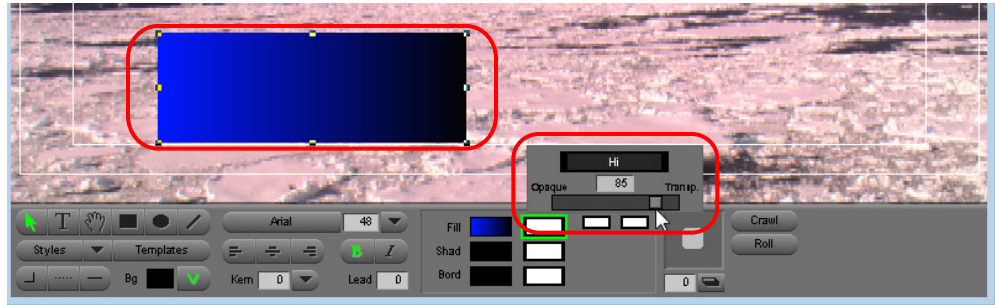 Hi
Opaque 85 Transp.
T Arial 48 Fill Crawl
Styles Templates B I Shad Roll
Bg V Kern 0 Lead 0 Bord 0